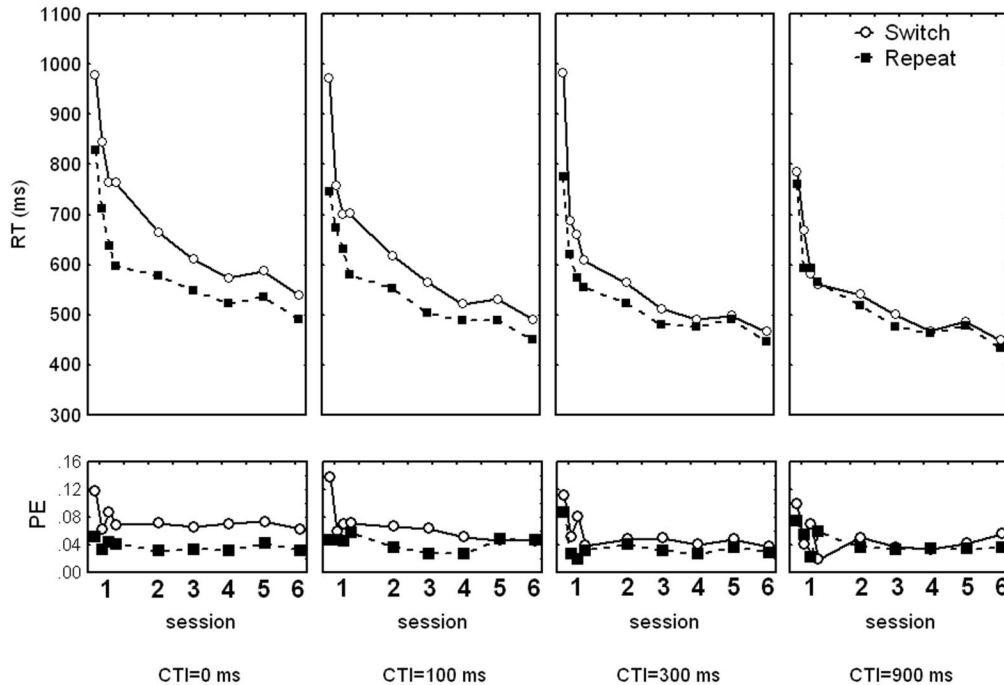 1100
1000
900
800
700
600
500
400
300
RT (ms)
Switch
Repeat
.16
.12
.08
.04
.00
PE
1 2 3 4 5 6 1 2 3 4 5 6 1 2 3 4 5 6 1 2 3 4 5 6
session session session session
CTI=0 ms CTI=100 ms CTI=300 ms CTI=900 ms